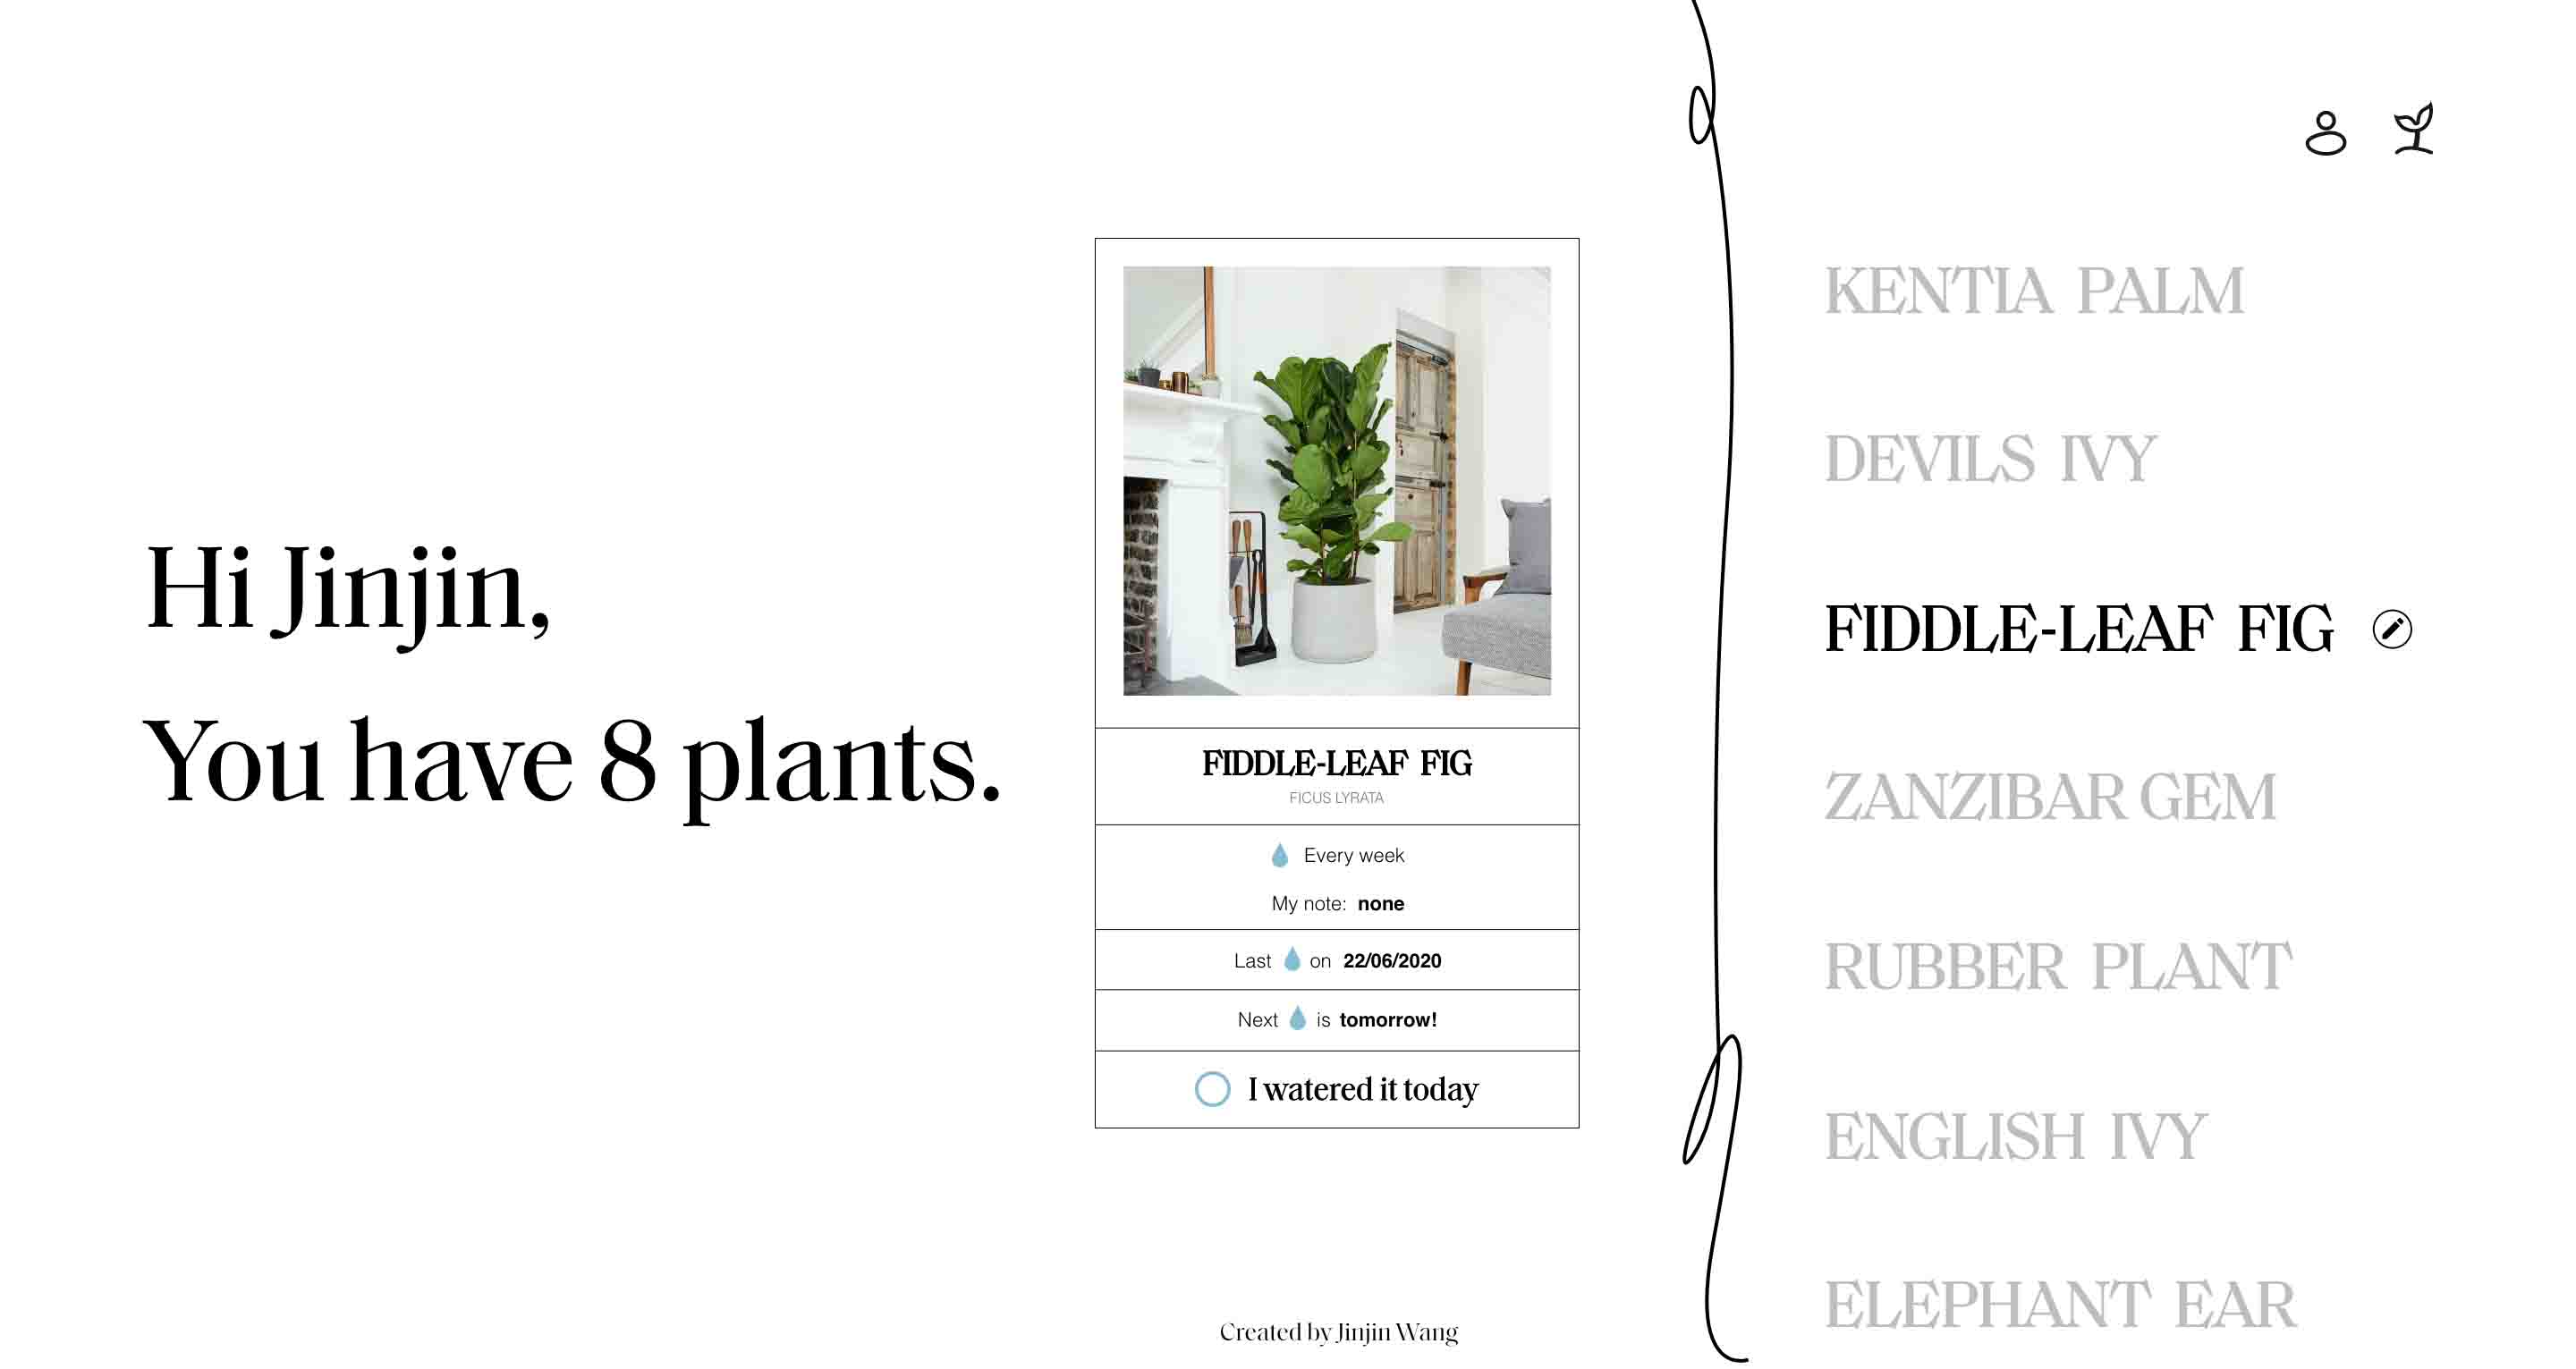 Hi Jinjin,
You have 8 plants.
FIDDLE-LEAF FIG
FICUS LYRATA
Every week
My note: none
Last on 22/06/2020
Next is tomorrow!
I watered it today
Created by Jinjin Wang
KENTIA PALM
DEVILS IVY
FIDDLE-LEAF FIG
ZANZIBAR GEM
RUBBER PLANT
ENGLISH IVY
ELEPHANT EAR